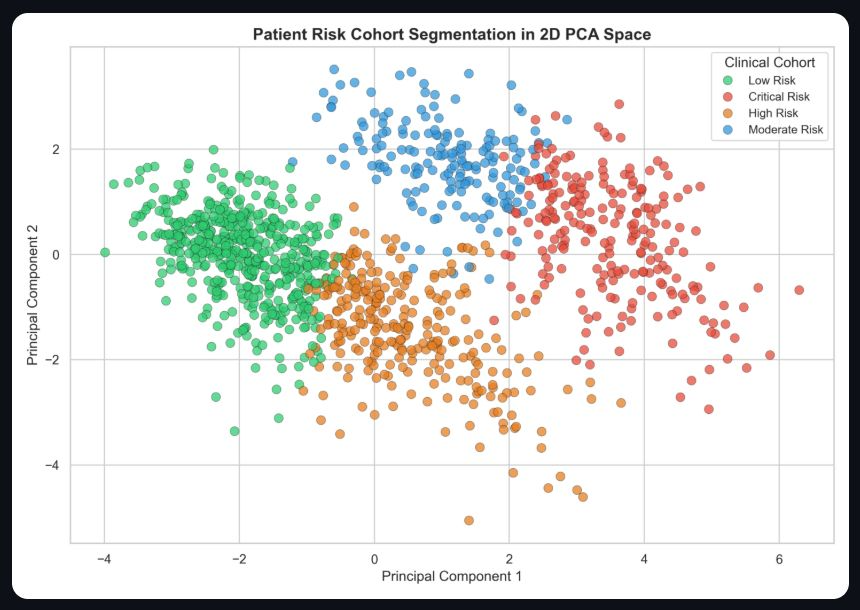 Patient Risk Cohort Segmentation in 2D PCA Space
Clinical Cohort
Low Risk
Critical Risk
High Risk
Moderate Risk
2
0
−2
−4
Principal Component 2
−4
−2
0
2
4
6
Principal Component 1